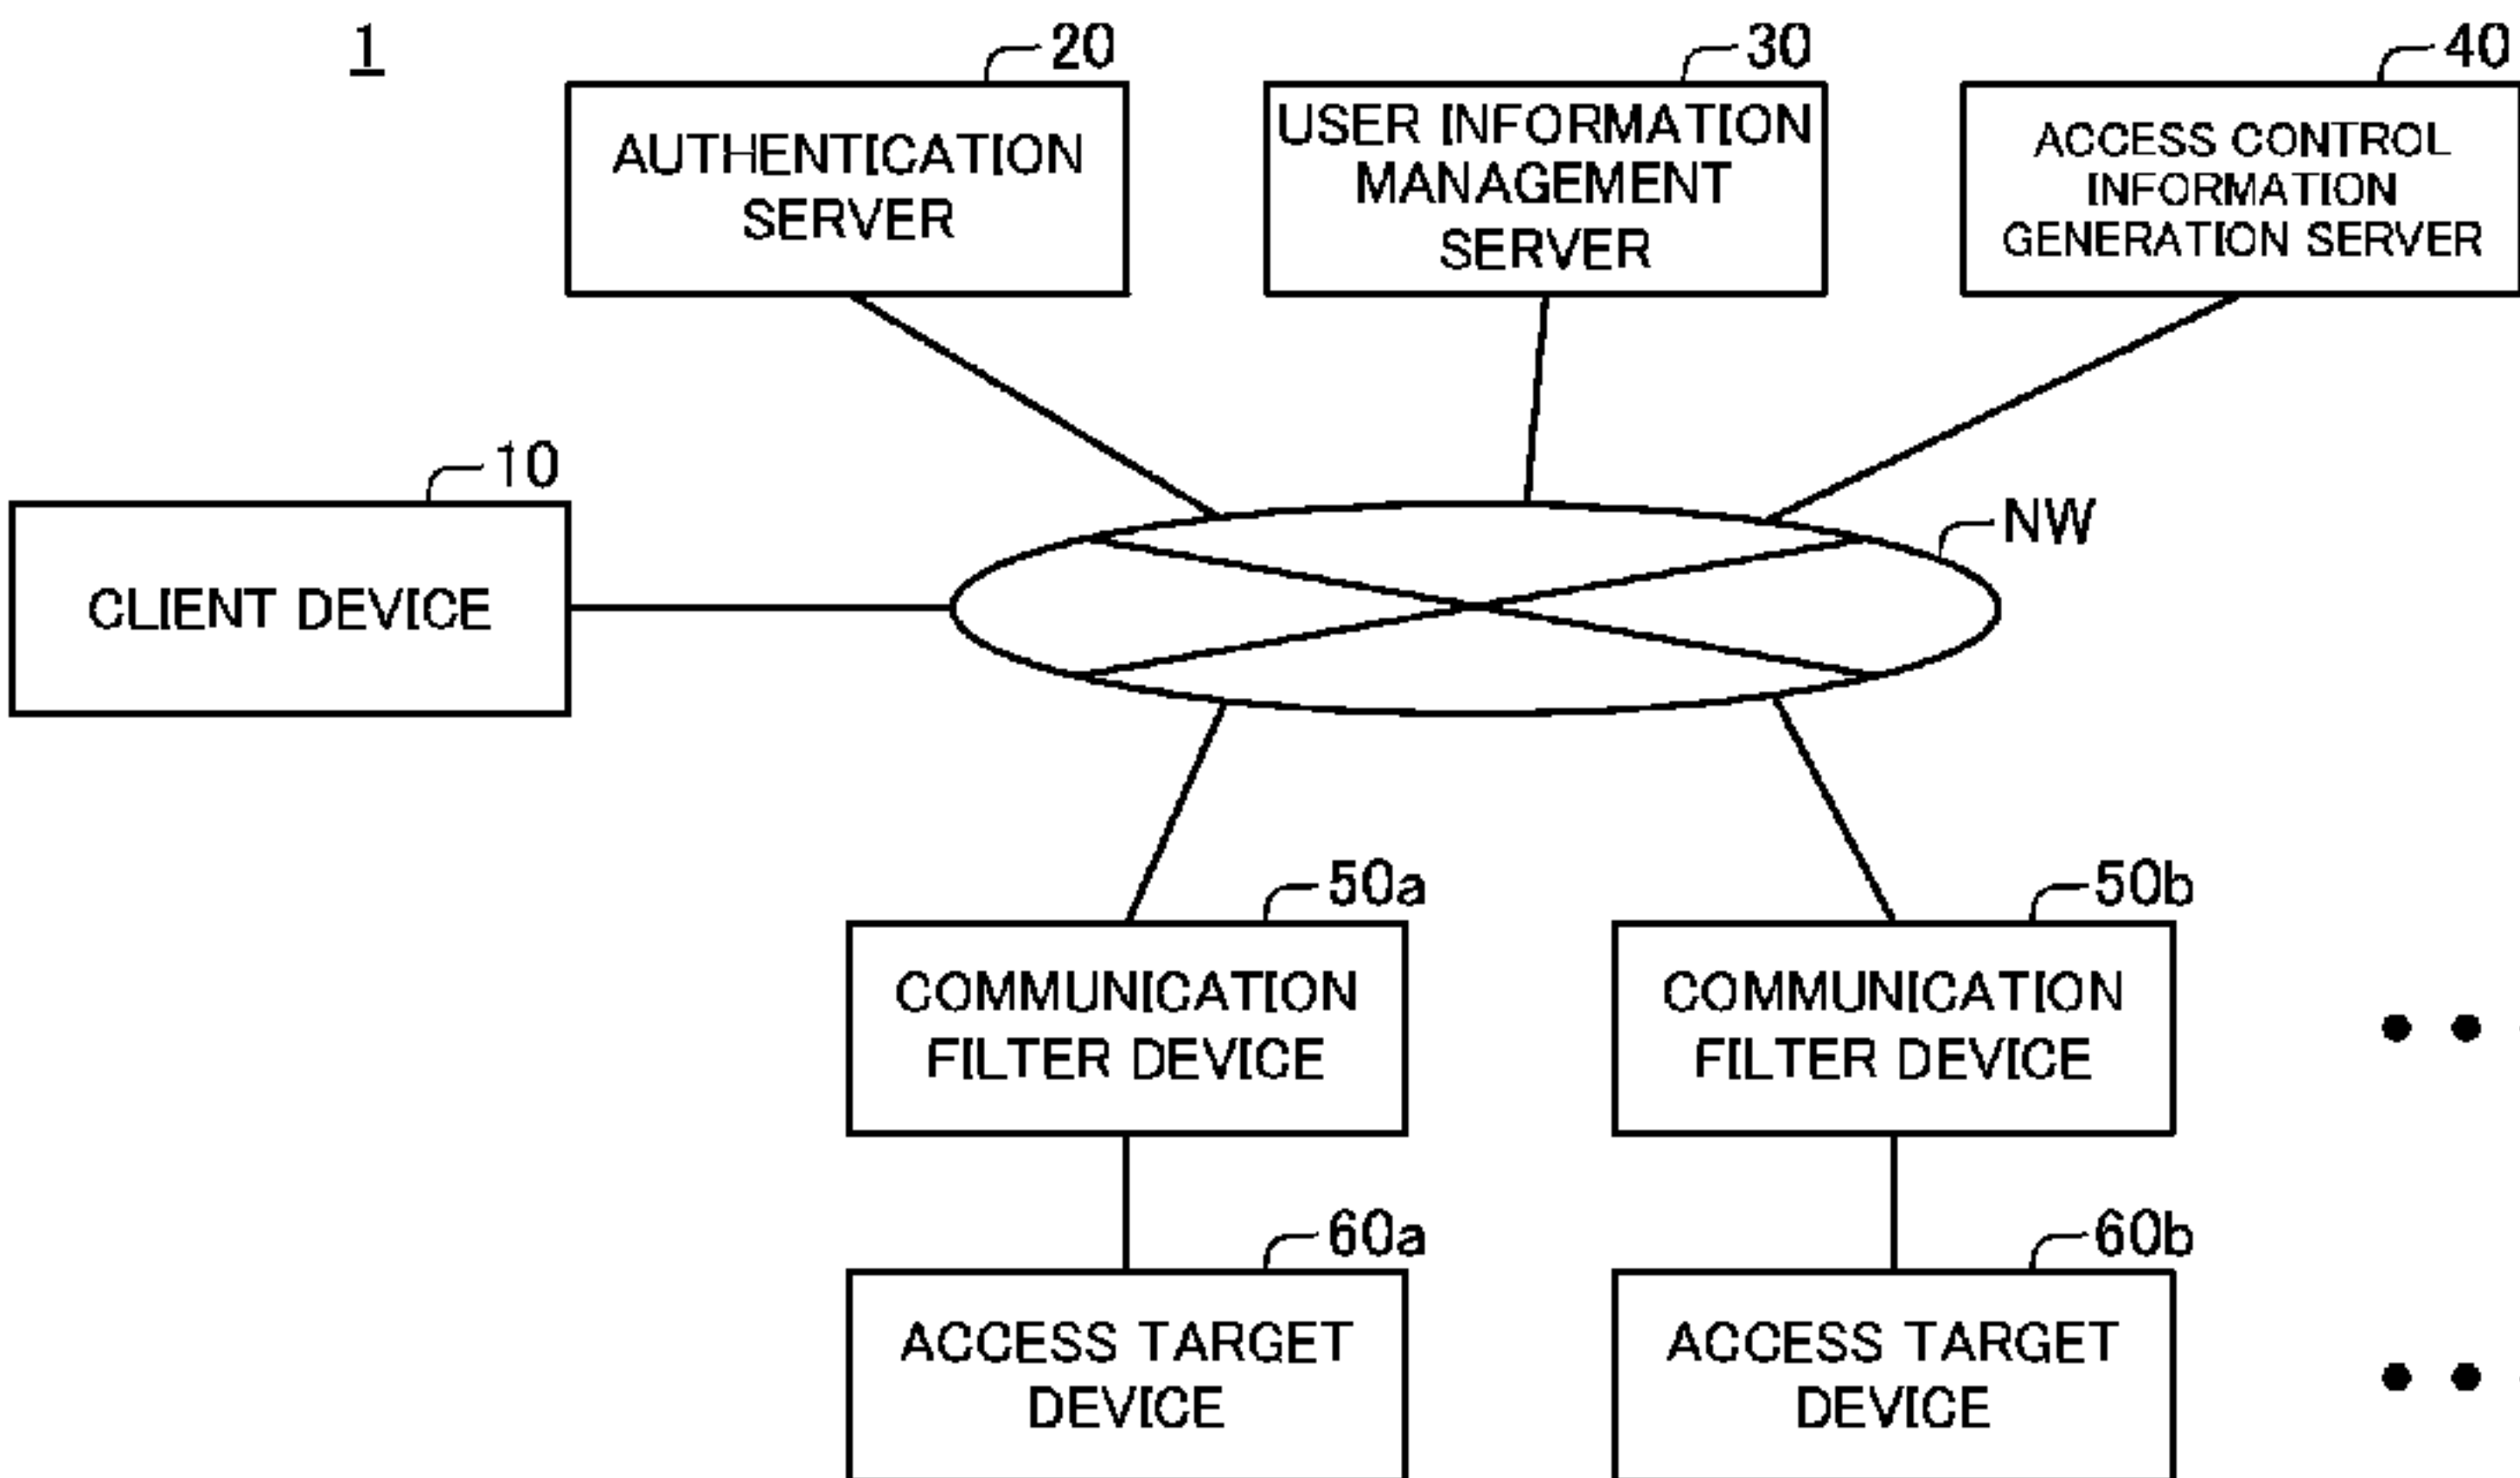 1
20
30
40
AUTHENTICATION
SERVER
USER INFORMATION
MANAGEMENT
SERVER
ACCESS CONTROL
INFORMATION
GENERATION SERVER
10
NW
CLIENT DEVICE
50a
50b
COMMUNICATION
FILTER DEVICE
COMMUNICATION
FILTER DEVICE
60a
60b
ACCESS TARGET
DEVICE
ACCESS TARGET
DEVICE